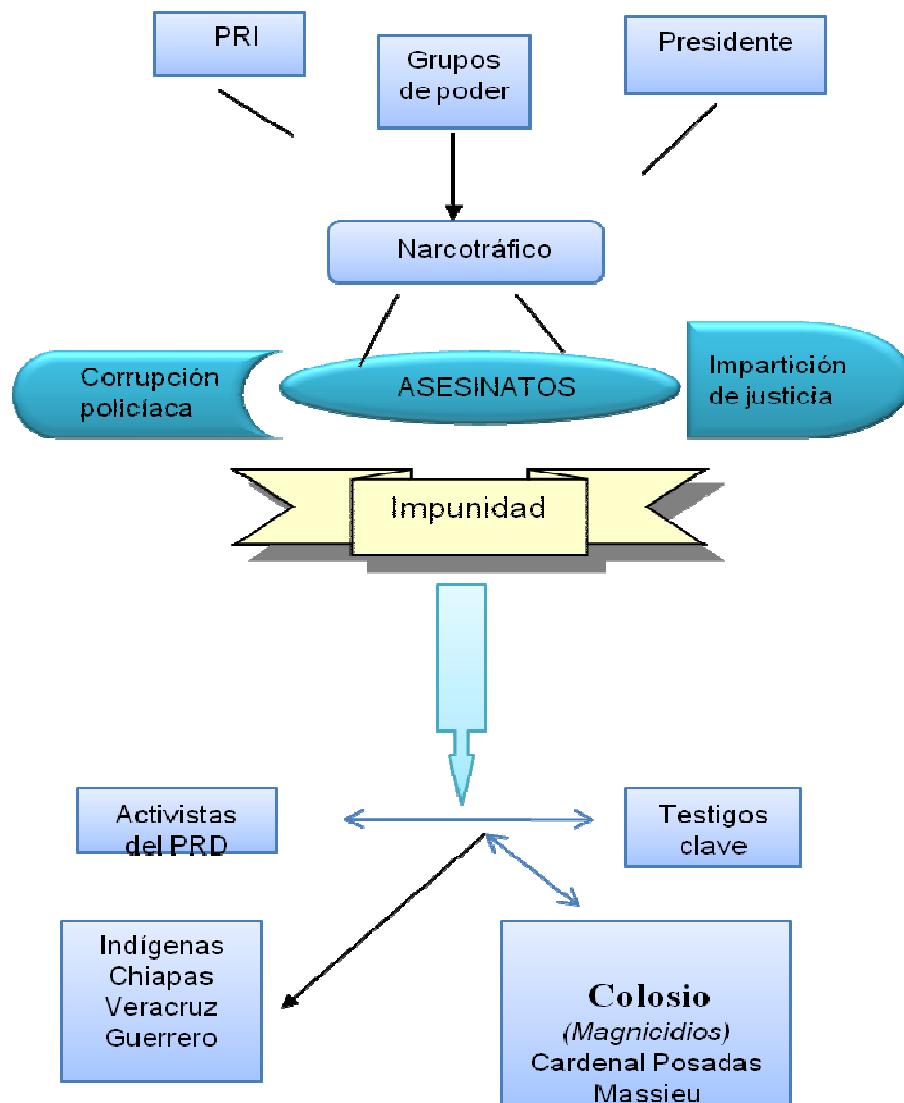 PRI
Grupos
de poder
Presidente
Narcotráfico
Corrupción
policíaca
ASESINATOS
Impartición
de justicia
Impunidad
Activistas
del PRD
Testigos
clave
Indígenas
Chiapas
Veracruz
Guerrero
Colosio
(Magnicidios)
Cardenal Posadas
Massieu